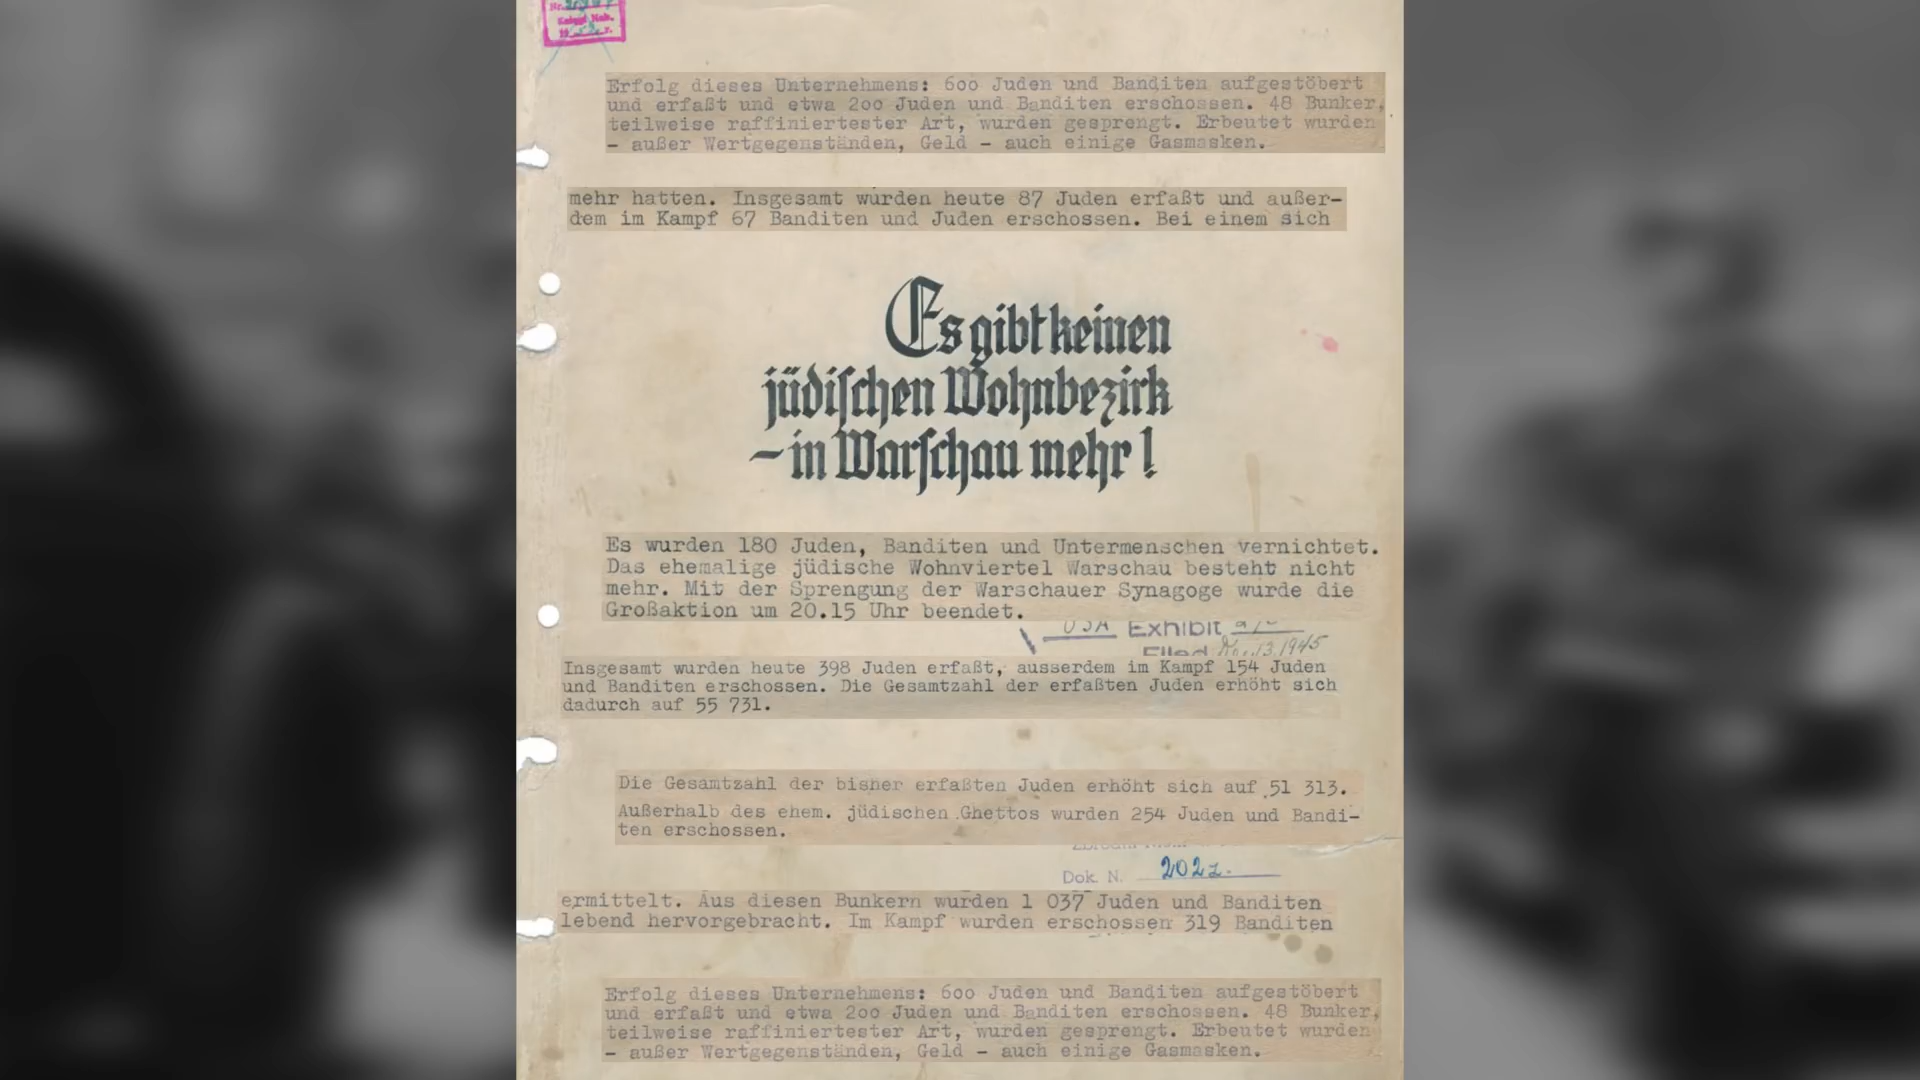 Erfolg dieses Unternehmens: 600 Juden und Banditen aufgestöbert
und erfaßt und etwa 200 Juden und Banditen erschossen. 48 Bunker,
teilweise raffiniertester Art, wurden gesprengt. Erbeutet wurden
- außer Wertgegenständen, Geld - auch einige Gasmasken.
mehr hatten. Insgesamt wurden heute 87 Juden erfaßt und außer-
dem im Kampf 67 Banditen und Juden erschossen. Bei einem sich
Es gibt keinen
jüdischen Wohnbezirk
- in Warschau mehr!
Es wurden 180 Juden, Banditen und Untermenschen vernichtet.
Das ehemalige jüdische Wohnviertel Warschau besteht nicht
mehr. Mit der Sprengung der Warschauer Synagoge wurde die
Großaktion um 20.15 Uhr beendet.
USA Exhibit
Filed Nov. 13, 1945
Insgesamt wurden heute 398 Juden erfaßt, ausserdem im Kampf 154 Juden
und Banditen erschossen. Die Gesamtzahl der erfaßten Juden erhöht sich
dadurch auf 55 731.
Die Gesamtzahl der bisher erfaßten Juden erhöht sich auf 51 313.
Außerhalb des ehem. jüdischen Ghettos wurden 254 Juden und Bandi-
ten erschossen.
Dok. N.
ermittelt. Aus diesen Bunkern wurden 1 037 Juden und Banditen
lebend hervorgebracht. Im Kampf wurden erschossen 319 Banditen
Erfolg dieses Unternehmens: 600 Juden und Banditen aufgestöbert
und erfaßt und etwa 200 Juden und Banditen erschossen. 48 Bunker,
teilweise raffiniertester Art, wurden gesprengt. Erbeutet wurden
- außer Wertgegenständen, Geld - auch einige Gasmasken.